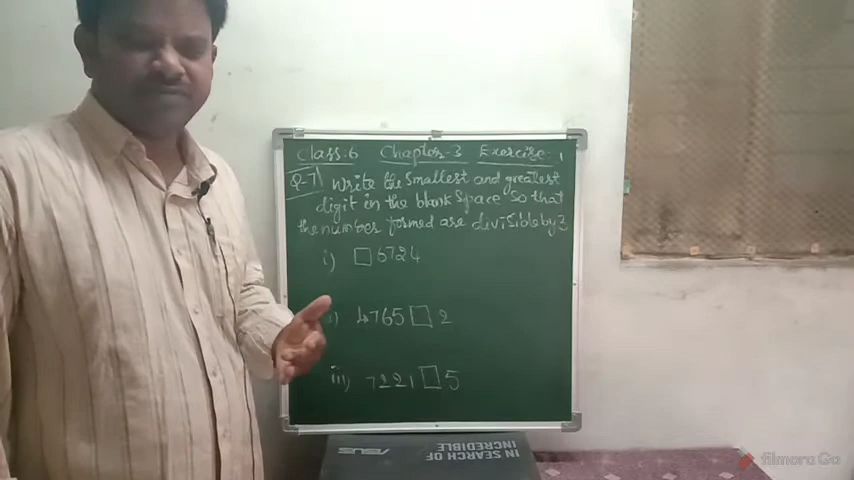 Class:6 Chapter-3 Exercise:1
Q-7) Write the Smallest and greatest
digit in the blank Space so that
the number formed are divisible by 3
i) □6724
ii) 4765□2
iii) 7221□5
ASUS
IN SEARCH OF INCREDIBLE
filmora Go